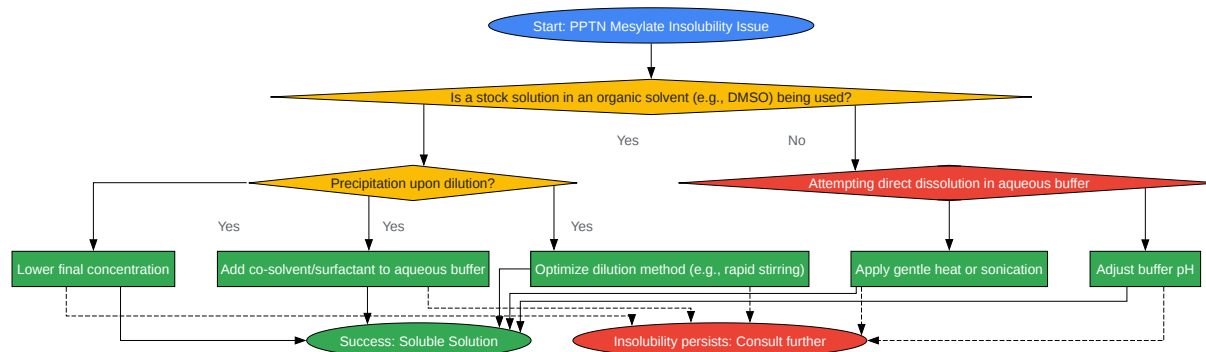 Start: PPTN Mesylate Insolubility Issue
Is a stock solution in an organic solvent (e.g., DMSO) being used?
Yes
No
Precipitation upon dilution?
Attempting direct dissolution in aqueous buffer
Yes
Yes
Yes
Lower final concentration
Add co-solvent/surfactant to aqueous buffer
Optimize dilution method (e.g., rapid stirring)
Apply gentle heat or sonication
Adjust buffer pH
Success: Soluble Solution
Insolubility persists: Consult further